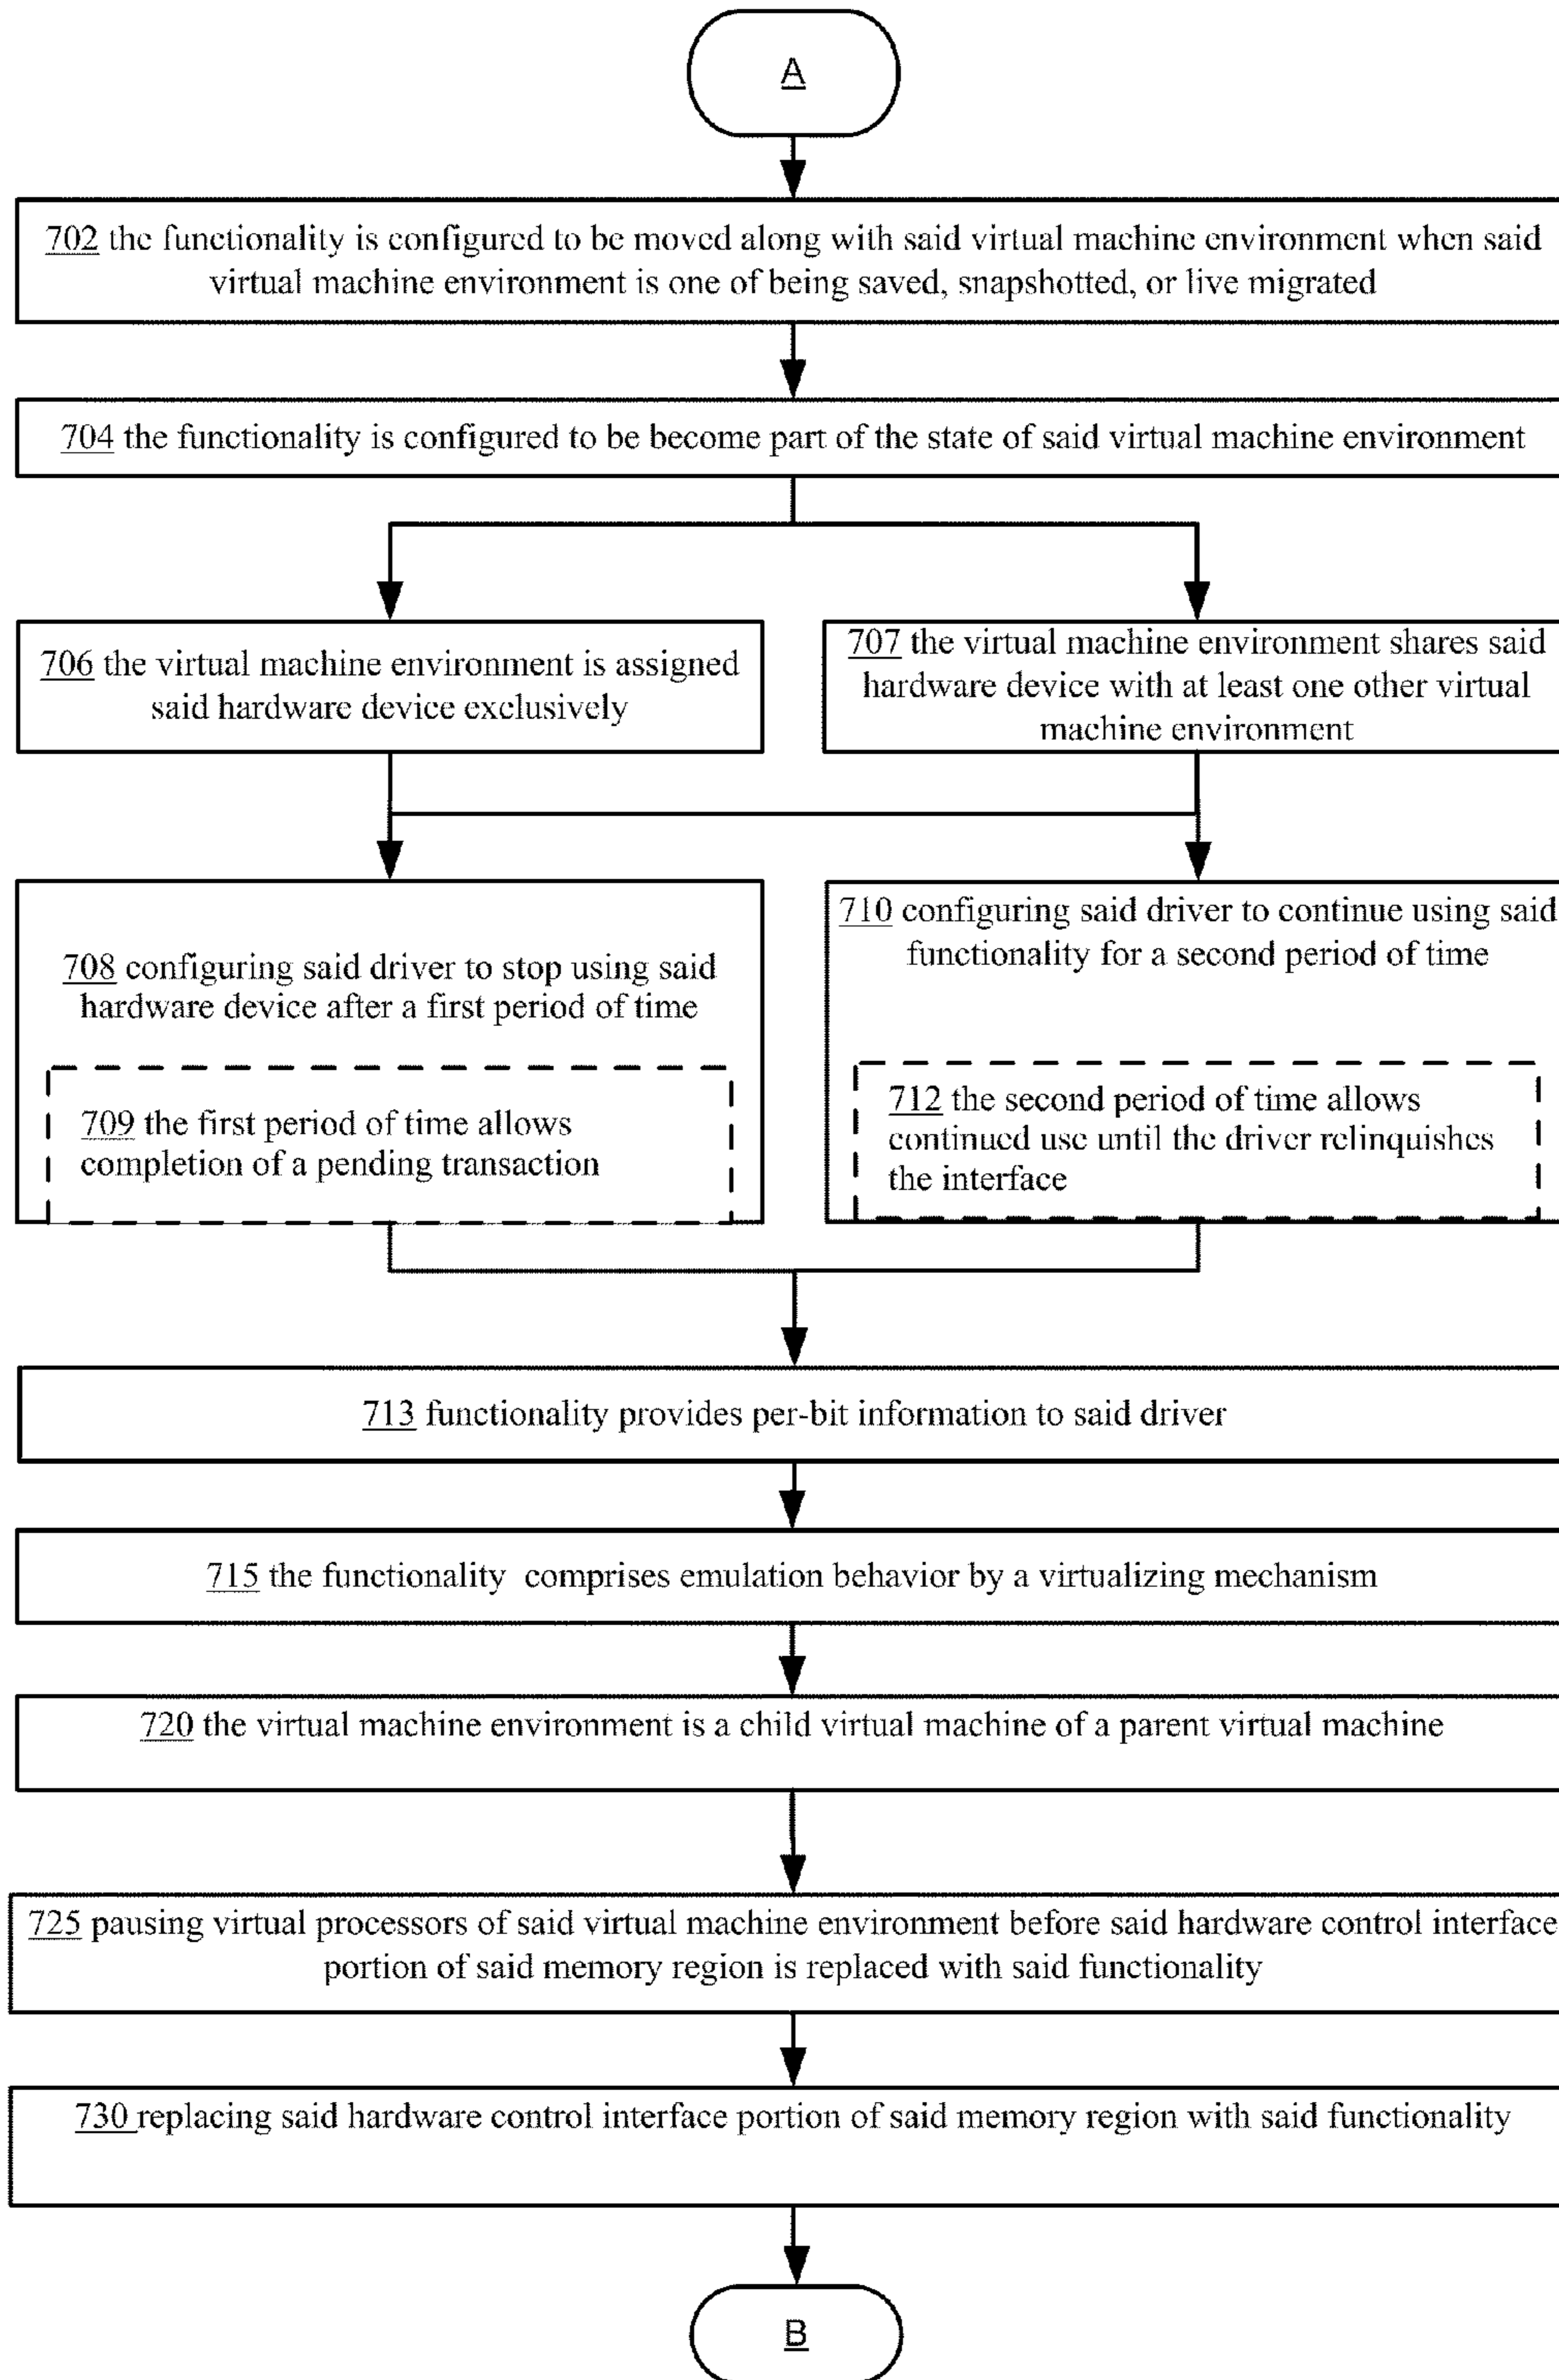 A
702 the functionality is configured to be moved along with said virtual machine environment when said
virtual machine environment is one of being saved, snapshotted, or live migrated
704 the functionality is configured to be become part of the state of said virtual machine environment
706 the virtual machine environment is assigned
said hardware device exclusively
707 the virtual machine environment shares said
hardware device with at least one other virtual
machine environment
708 configuring said driver to stop using said
hardware device after a first period of time
709 the first period of time allows
completion of a pending transaction
710 configuring said driver to continue using said
functionality for a second period of time
712 the second period of time allows
continued use until the driver relinquishes
the interface
713 functionality provides per-bit information to said driver
715 the functionality comprises emulation behavior by a virtualizing mechanism
720 the virtual machine environment is a child virtual machine of a parent virtual machine
725 pausing virtual processors of said virtual machine environment before said hardware control interface
portion of said memory region is replaced with said functionality
730 replacing said hardware control interface portion of said memory region with said functionality
B